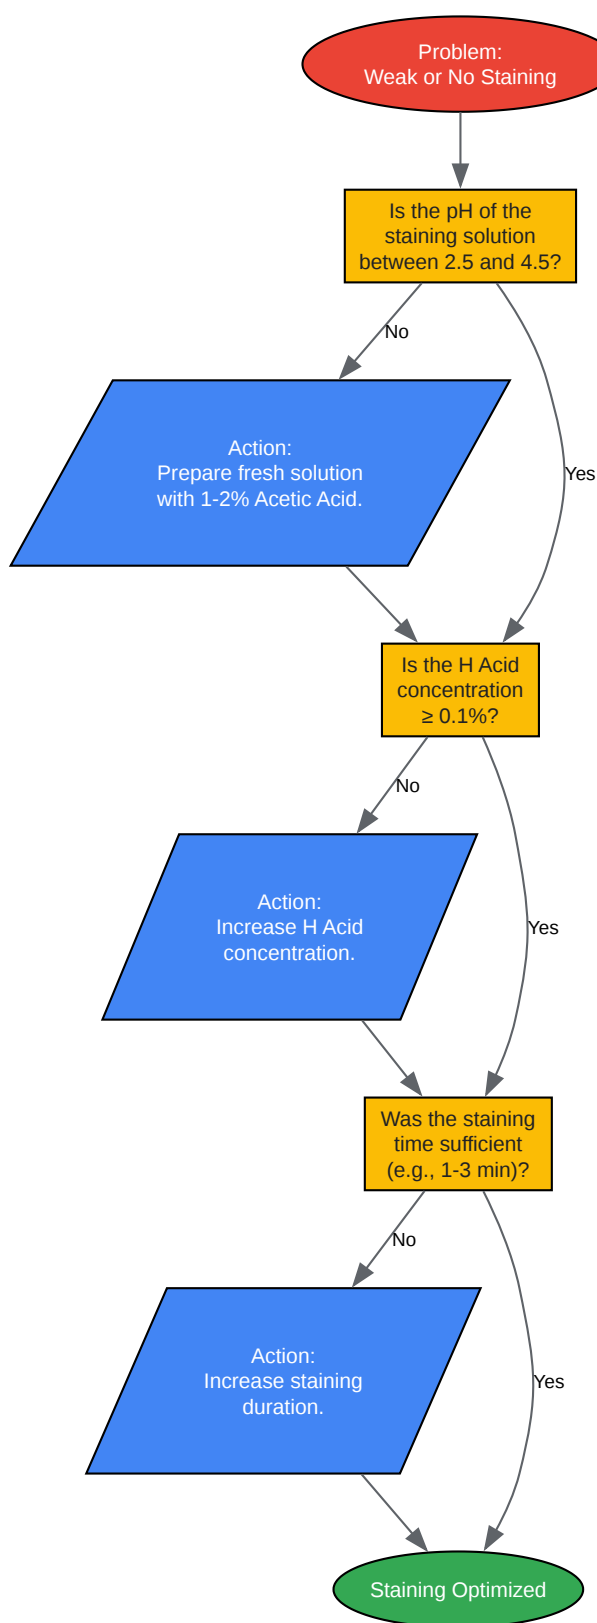 Problem:
Weak or No Staining
Is the pH of the
staining solution
between 2.5 and 4.5?
No
Action:
Prepare fresh solution
with 1-2% Acetic Acid.
Yes
Is the H Acid
concentration
≥ 0.1%?
No
Action:
Increase H Acid
concentration.
Yes
Was the staining
time sufficient
(e.g., 1-3 min)?
No
Action:
Increase staining
duration.
Yes
Staining Optimized